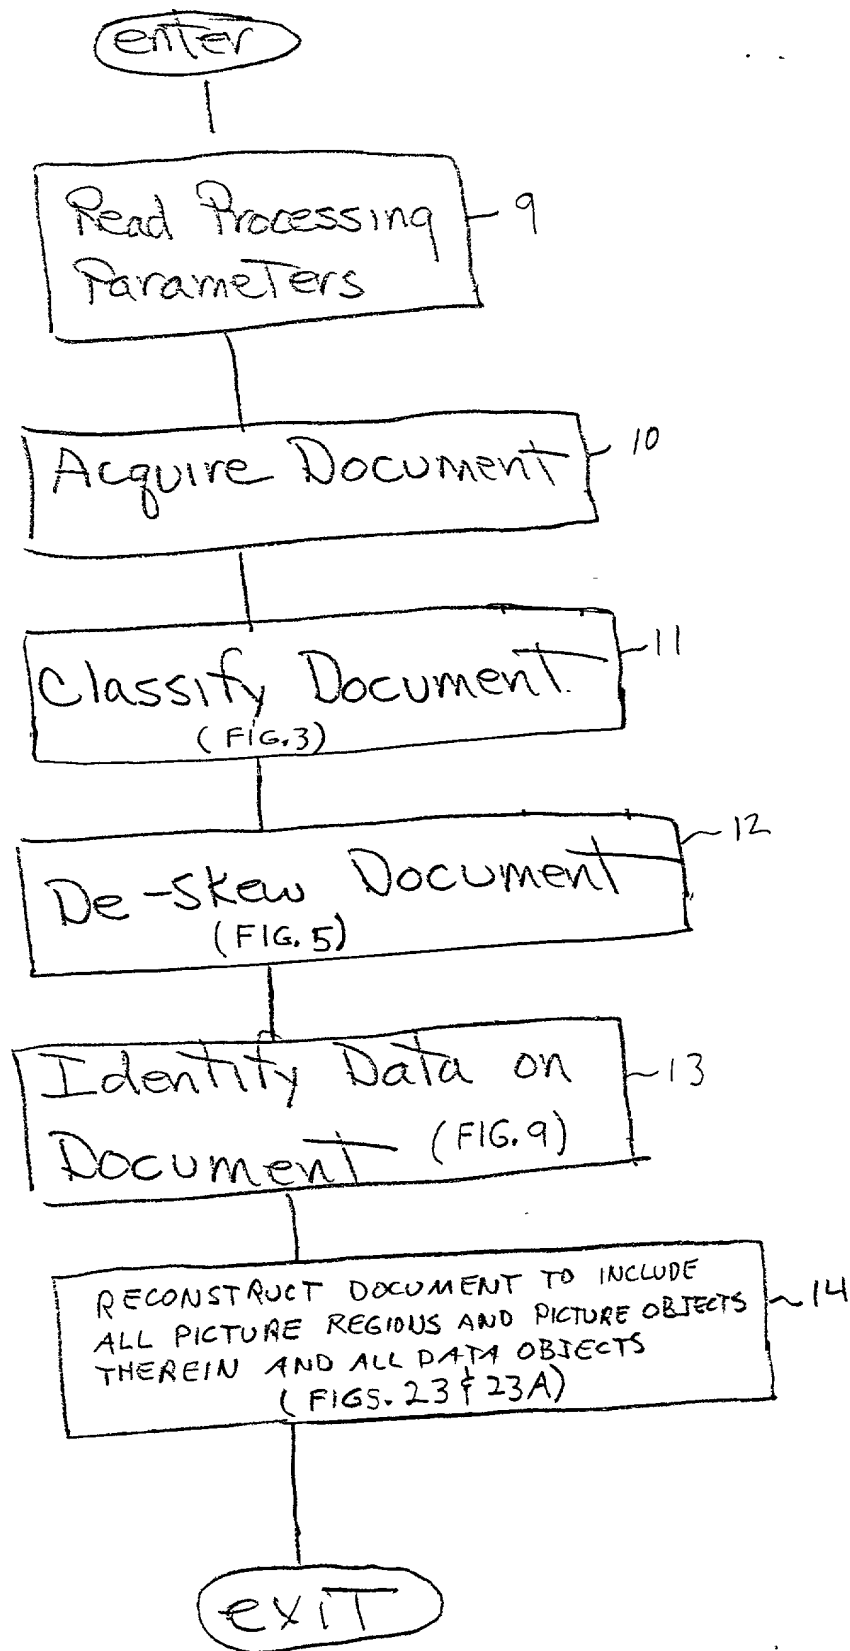 enter
Read Processing 9
Parameters
Acquire Document 10
Classify Document 11
(FIG.3)
De-Skew Document 12
(FIG. 5)
Identify Data on 13
Document (FIG.9)
RECONSTRUCT DOCUMENT TO INCLUDE
ALL PICTURE REGIONS AND PICTURE OBJECTS 14
THEREIN AND ALL DATA OBJECTS
(FIGS. 23 & 23A)
exit